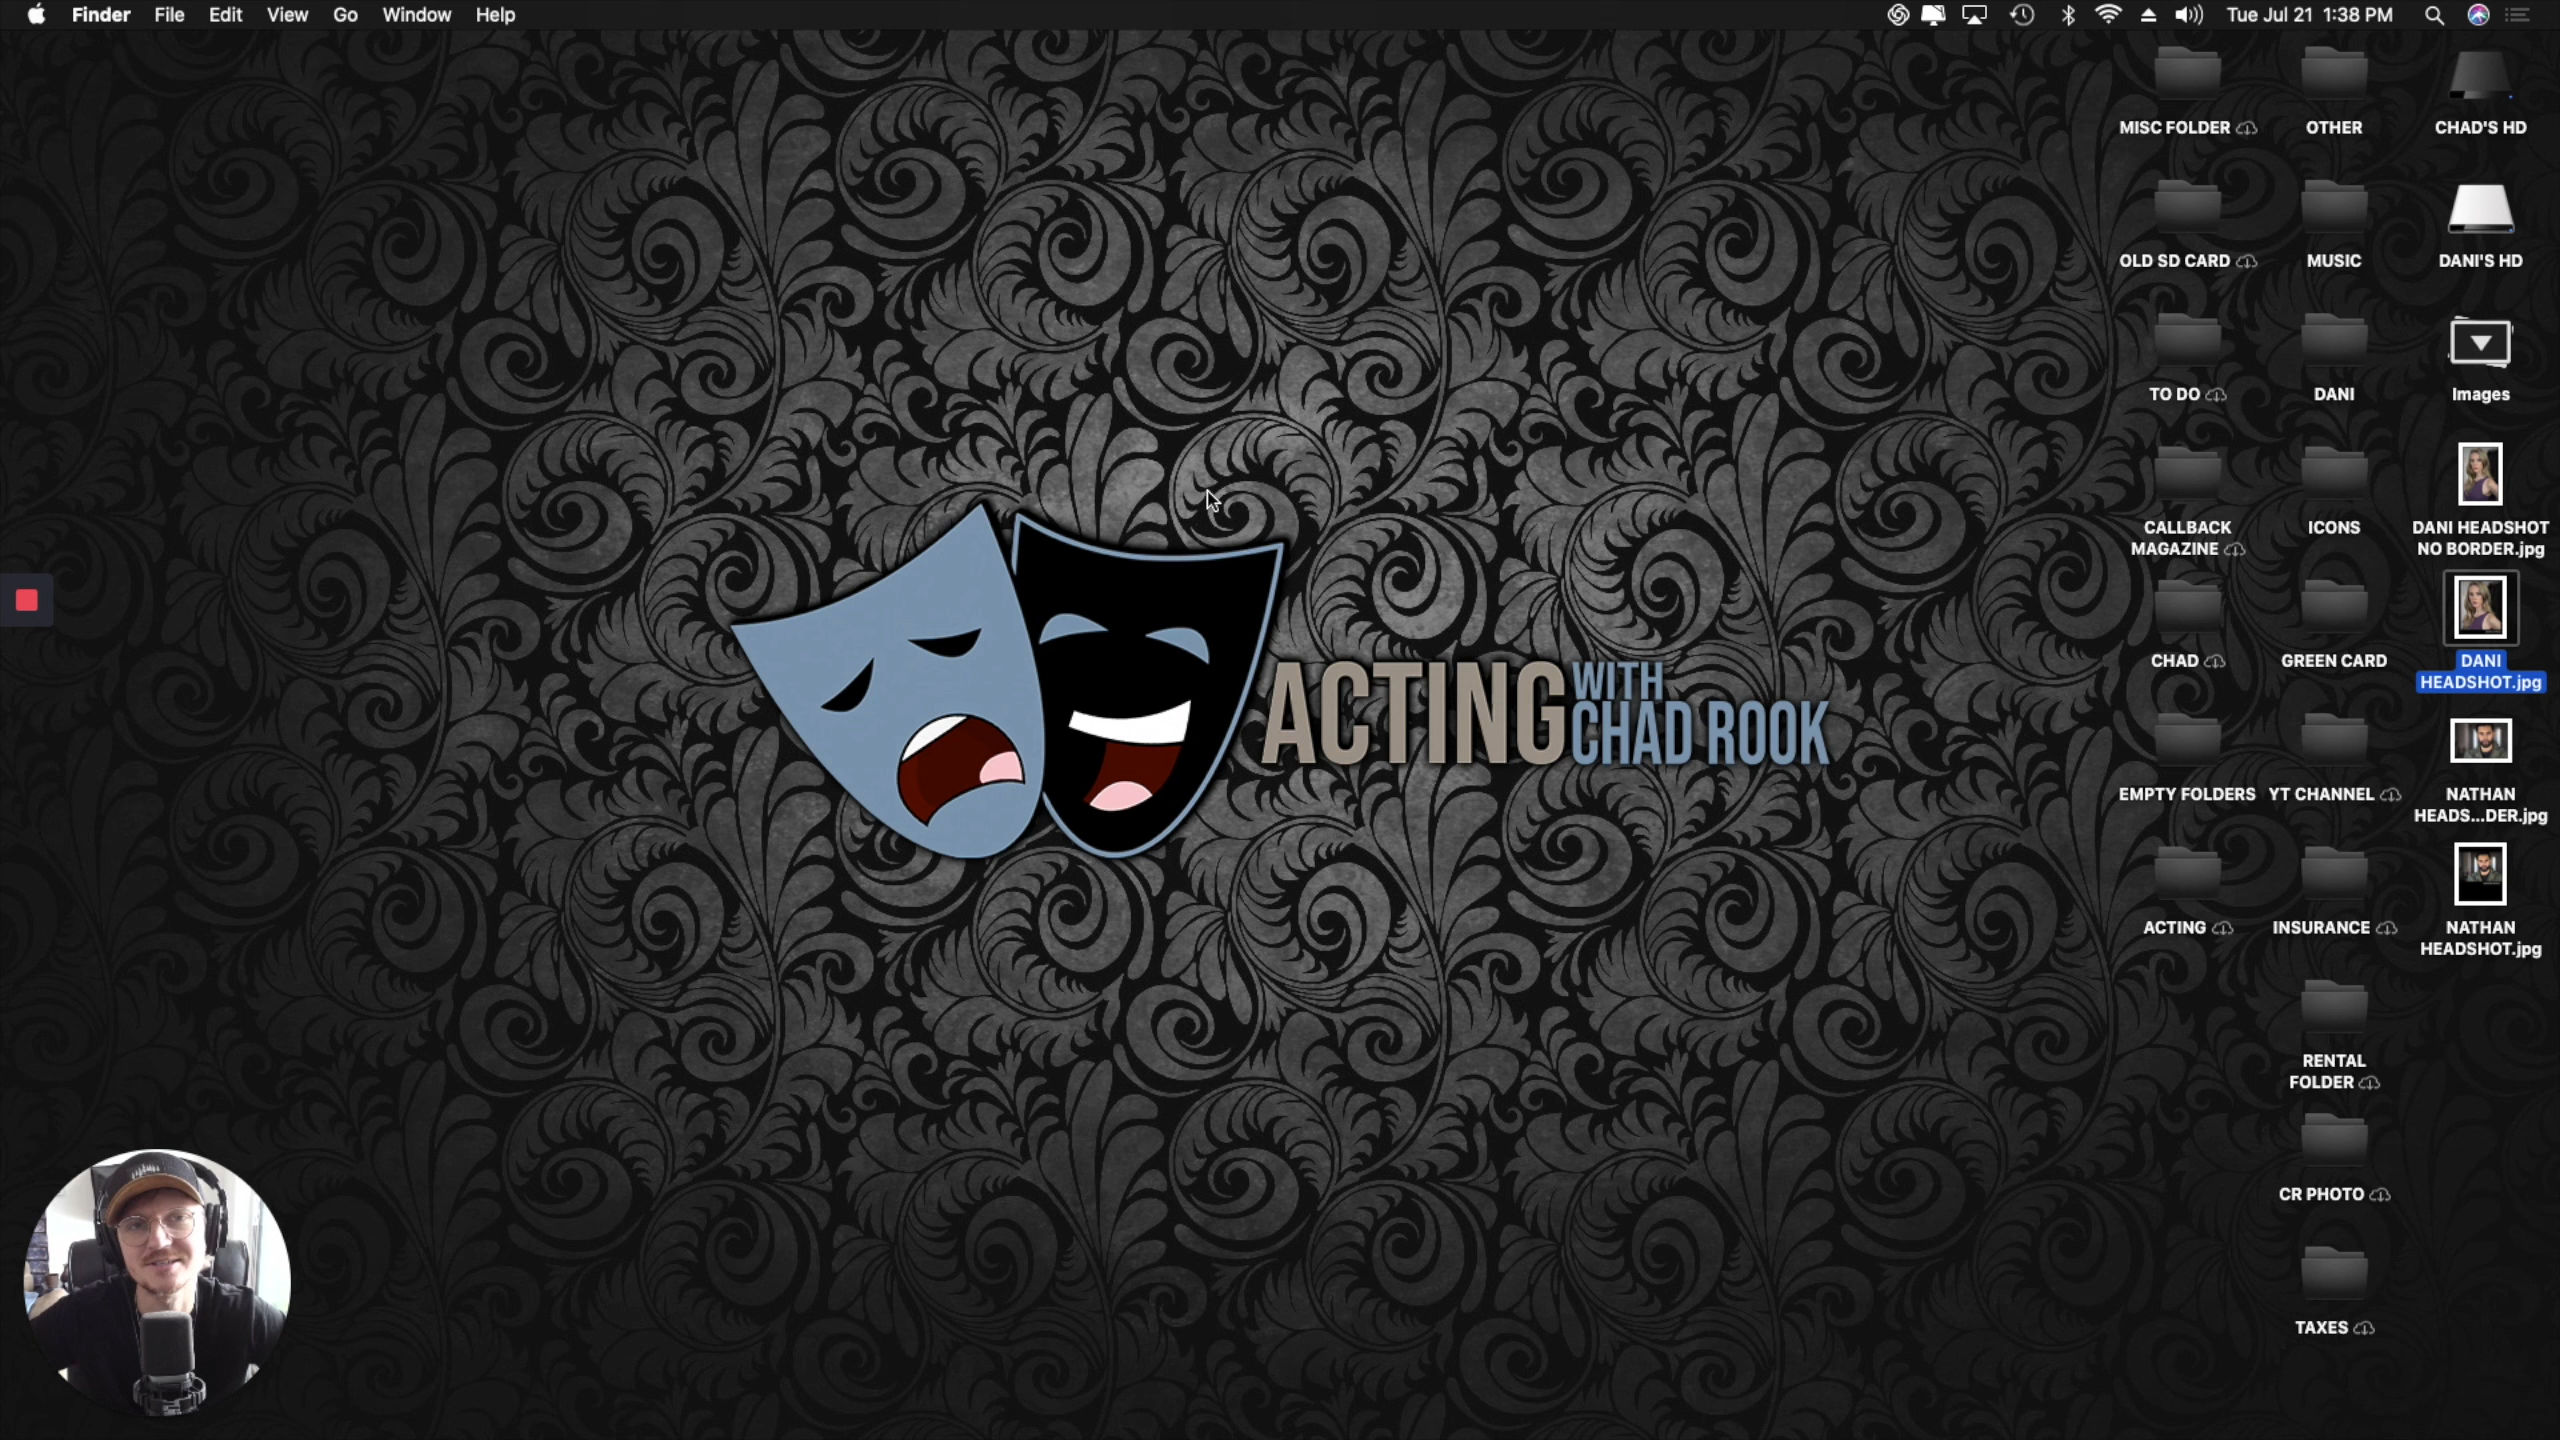 Finder File Edit View Go Window Help
Tue Jul 21 1:38 PM
MISC FOLDER
OTHER
CHAD'S HD
OLD SD CARD
MUSIC
DANI'S HD
TO DO
DANI
Images
CALLBACK
MAGAZINE
ICONS
DANI HEADSHOT
NO BORDER.jpg
CHAD
GREEN CARD
DANI
HEADSHOT.jpg
ACTING
WITH
CHAD ROOK
EMPTY FOLDERS
YT CHANNEL
NATHAN
HEADS...DER.jpg
ACTING
INSURANCE
NATHAN
HEADSHOT.jpg
RENTAL
FOLDER
CR PHOTO
TAXES